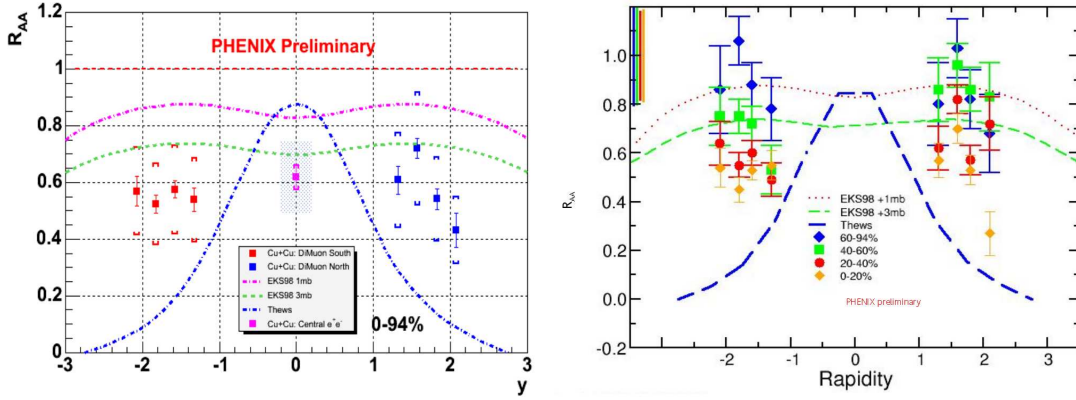 R_AA
1.2
1
0.8
0.6
0.4
0.2
0
PHENIX Preliminary
Cu+Cu: DiMuon South
Cu+Cu: DiMuon North
EKS98 1mb
EKS98 3mb
Thews
Cu+Cu: Central e+e-
0-94%
-3 -2 -1 0 1 2 3
y
R_AA
1.0
0.8
0.6
0.4
0.2
0.0
-0.2
EKS98 +1mb
EKS98 +3mb
Thews
60-94%
40-60%
20-40%
0-20%
PHENIX preliminary
-2 -1 0 1 2 3
Rapidity